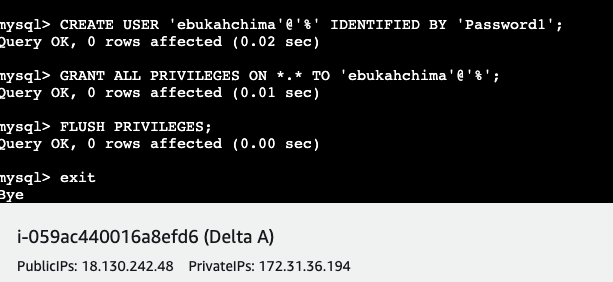 mysql> CREATE USER 'ebukahchima'@'%' IDENTIFIED BY 'Password1';
Query OK, 0 rows affected (0.02 sec)
mysql> GRANT ALL PRIVILEGES ON *.* TO 'ebukahchima'@'%';
Query OK, 0 rows affected (0.01 sec)
mysql> FLUSH PRIVILEGES;
Query OK, 0 rows affected (0.00 sec)
mysql> exit
Bye
i-059ac440016a8efd6 (Delta A)
PublicIPs: 18.130.242.48 PrivateIPs: 172.31.36.194